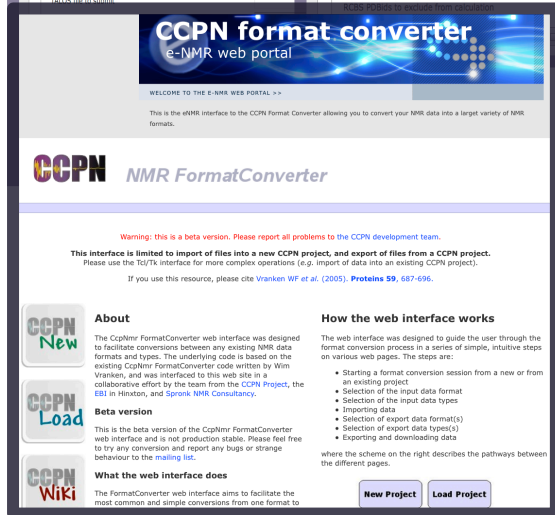 TALOS file to submit
RCBS PDBids to exclude from calculation
CCPN format converter
e-NMR web portal
WELCOME TO THE E-NMR WEB PORTAL >>
This is the eNMR interface to the CCPN Format Converter allowing you to convert your NMR data into a larget variety of NMR
formats.
CCPN NMR FormatConverter
Warning: this is a beta version. Please report all problems to the CCPN development team.
This interface is limited to import of files into a new CCPN project, and export of files from a CCPN project.
Please use the Tcl/Tk interface for more complex operations (e.g. import of data into an existing CCPN project).
If you use this resource, please cite Vranken WF et al. (2005). Proteins 59, 687-696.
CCPN
New
About
The CcpNmr FormatConverter web interface was designed
to facilitate conversions between any existing NMR data
formats and types. The underlying code is based on the
existing CcpNmr FormatConverter code written by Wim
Vranken, and was interfaced to this web site in a
collaborative effort by the team from the CCPN Project, the
EBI in Hinxton, and Spronk NMR Consultancy.
CCPN
Load
Beta version
This is the beta version of the CcpNmr FormatConverter
web interface and is not production stable. Please feel free
to try any conversion and report any bugs or strange
behaviour to the mailing list.
CCPN
Wiki
What the web interface does
The FormatConverter web interface aims to facilitate the
most common and simple conversions from one format to
How the web interface works
The web interface was designed to guide the user through the
format conversion process in a series of simple, intuitive steps
on various web pages. The steps are:
• Starting a format conversion session from a new or from
an existing project
• Selection of the input data format
• Selection of the input data types
• Importing data
• Selection of export data format(s)
• Selection of export data types(s)
• Exporting and downloading data
where the scheme on the right describes the pathways between
the different pages.
New Project Load Project